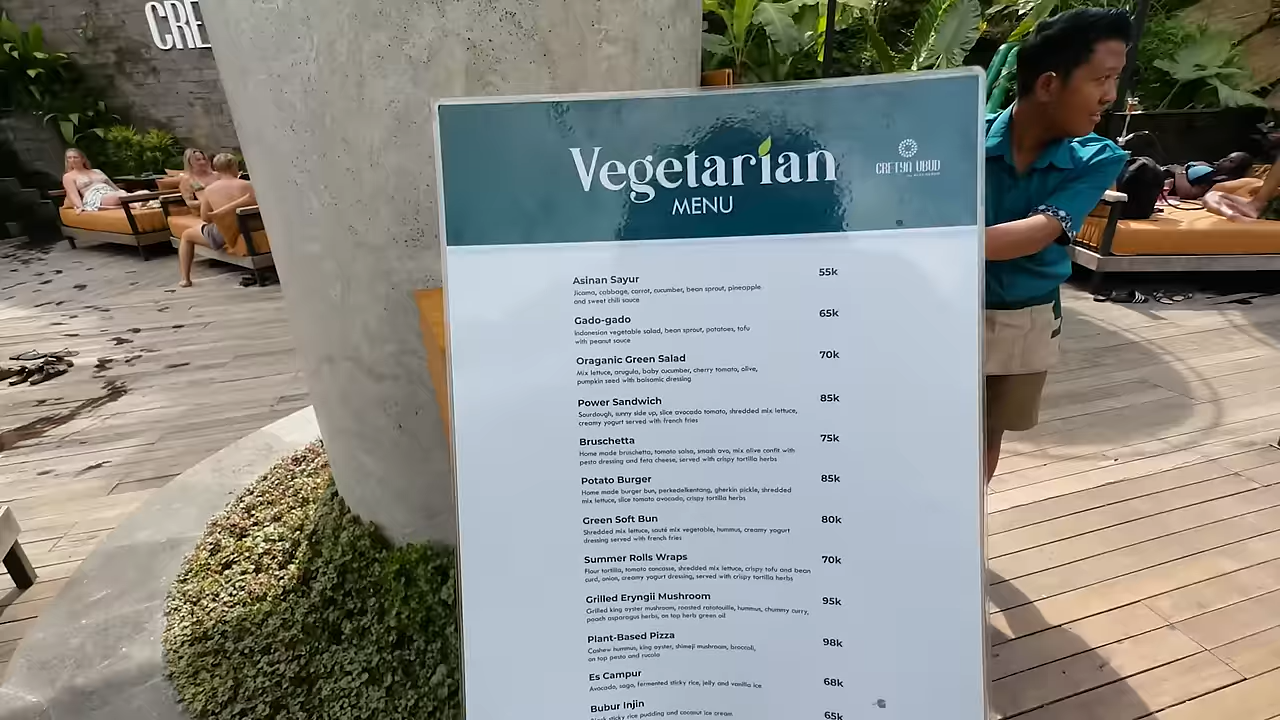 CRE
Vegetarian
MENU
CRETYA UBUD
Asinan Sayur 55k
Jicama, cabbage, carrot, cucumber, bean sprout, pineapple
and sweet chili sauce
Gado-gado 65k
Indonesian vegetable salad, bean sprout, potatoes, tofu
with peanut sauce
Oraganic Green Salad 70k
Mix lettuce, arugula, baby cucumber, cherry tomato, olive,
pumpkin seed with balsamic dressing
Power Sandwich 85k
Sourdough, sunny side up, slice avocado tomato, shredded mix lettuce,
creamy yogurt served with french fries
Bruschetta 75k
Home made bruschetta, tomato salsa, smash avo, mix olive confit with
pesto dressing and feta cheese, served with crispy tortilla herbs
Potato Burger 85k
Home made burger bun, perkedelkentang, gherkin pickle, shredded
mix lettuce, slice tomato avocado, crispy tortilla herbs
Green Soft Bun 80k
Shredded mix lettuce, sauté mix vegetable, hummus, creamy yogurt
dressing served with french fries
Summer Rolls Wraps 70k
Flour tortilla, tomato concasse, shredded mix lettuce, crispy tofu and bean
curd, onion, creamy yogurt dressing, served with crispy tortilla herbs
Grilled Eryngii Mushroom 95k
Grilled king oyster mushroom, roasted ratatouille, hummus, chummy curry,
poach asparagus herbs, on top herb green oil
Plant-Based Pizza 98k
Cashew hummus, king oyster, shimeji mushroom, broccoli,
on top pesto and rucola
Es Campur 68k
Avocado, sago, fermented sticky rice, jelly and vanilla ice
Bubur Injin 65k
Black sticky rice pudding and coconut ice cream